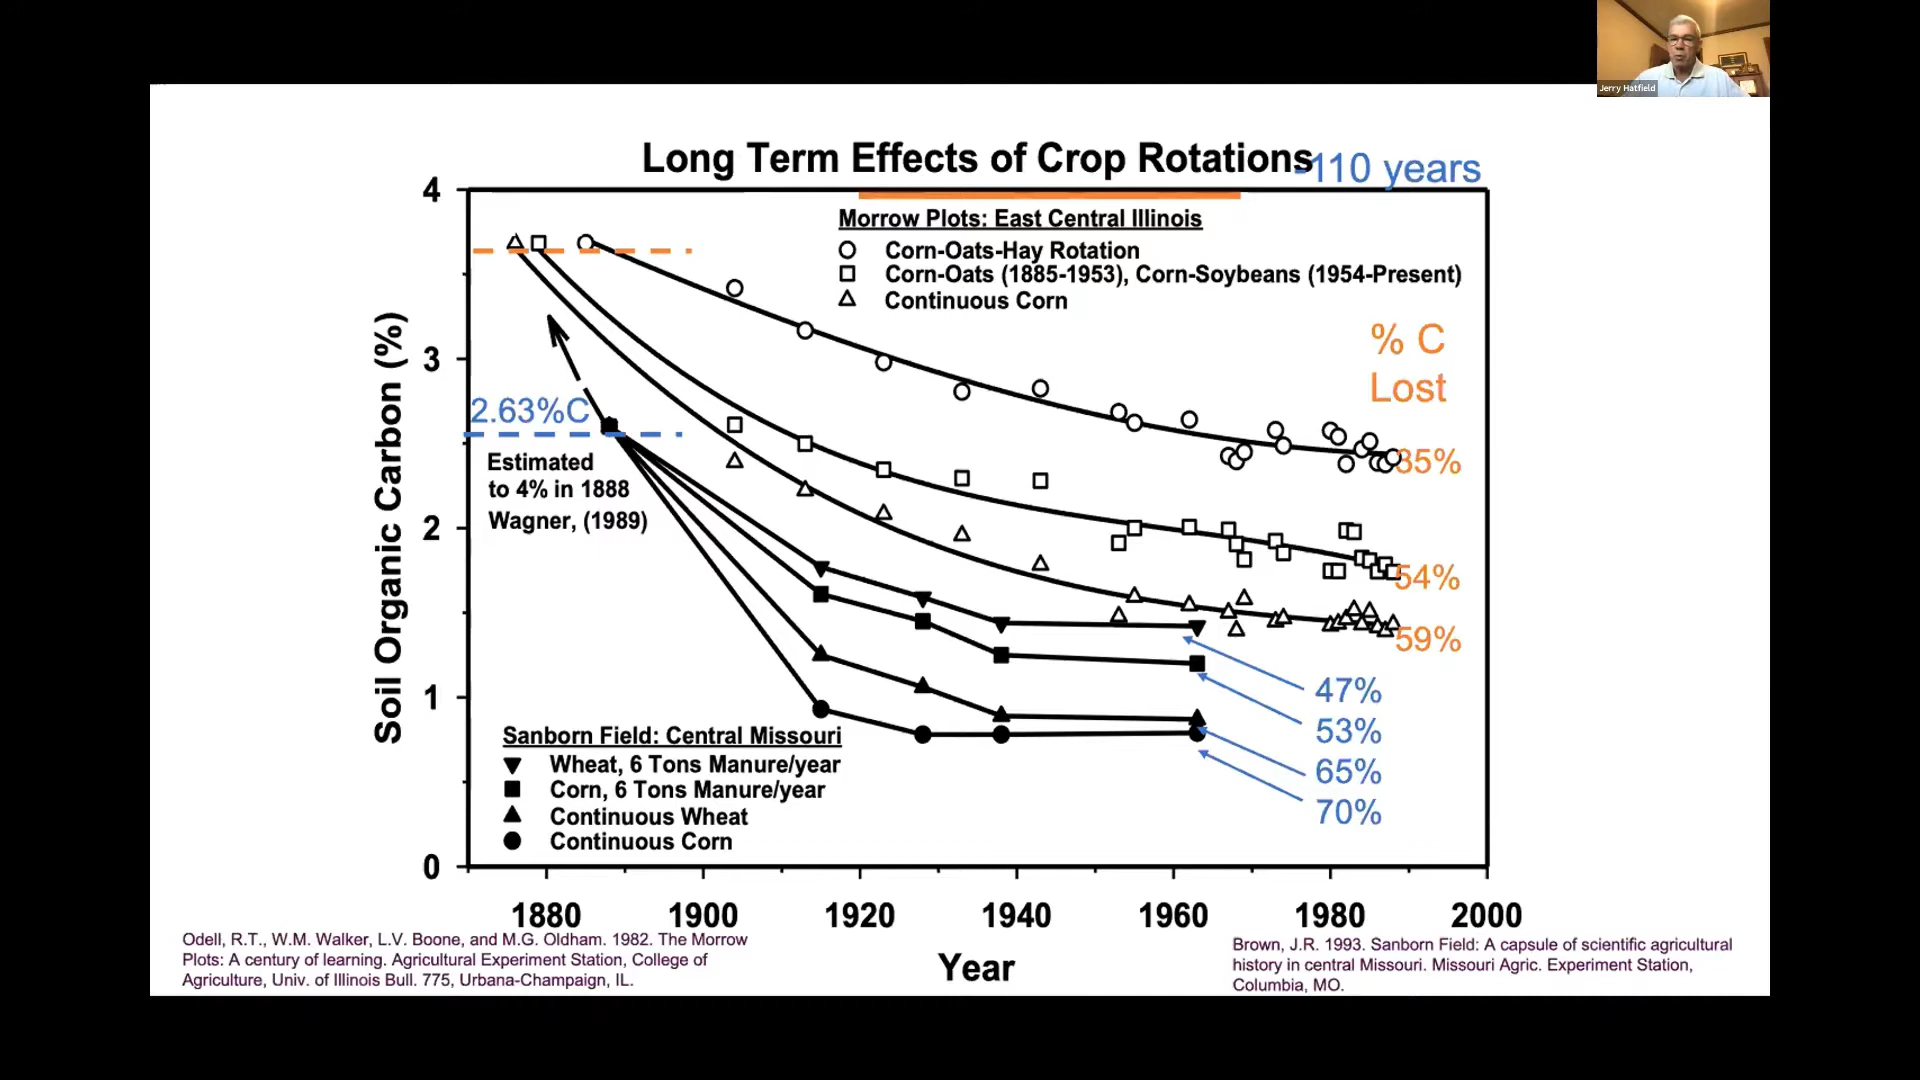 Jerry Hatfield
Long Term Effects of Crop Rotations
-110 years
4
3
2
1
0
Soil Organic Carbon (%)
Morrow Plots: East Central Illinois
Corn-Oats-Hay Rotation
Corn-Oats (1885-1953), Corn-Soybeans (1954-Present)
Continuous Corn
% C
Lost
2.63%C
Estimated
to 4% in 1888
Wagner, (1989)
35%
54%
59%
47%
53%
65%
70%
Sanborn Field: Central Missouri
Wheat, 6 Tons Manure/year
Corn, 6 Tons Manure/year
Continuous Wheat
Continuous Corn
1880 1900 1920 1940 1960 1980 2000
Year
Odell, R.T., W.M. Walker, L.V. Boone, and M.G. Oldham. 1982. The Morrow
Plots: A century of learning. Agricultural Experiment Station, College of
Agriculture, Univ. of Illinois Bull. 775, Urbana-Champaign, IL.
Brown, J.R. 1993. Sanborn Field: A capsule of scientific agricultural
history in central Missouri. Missouri Agric. Experiment Station,
Columbia, MO.